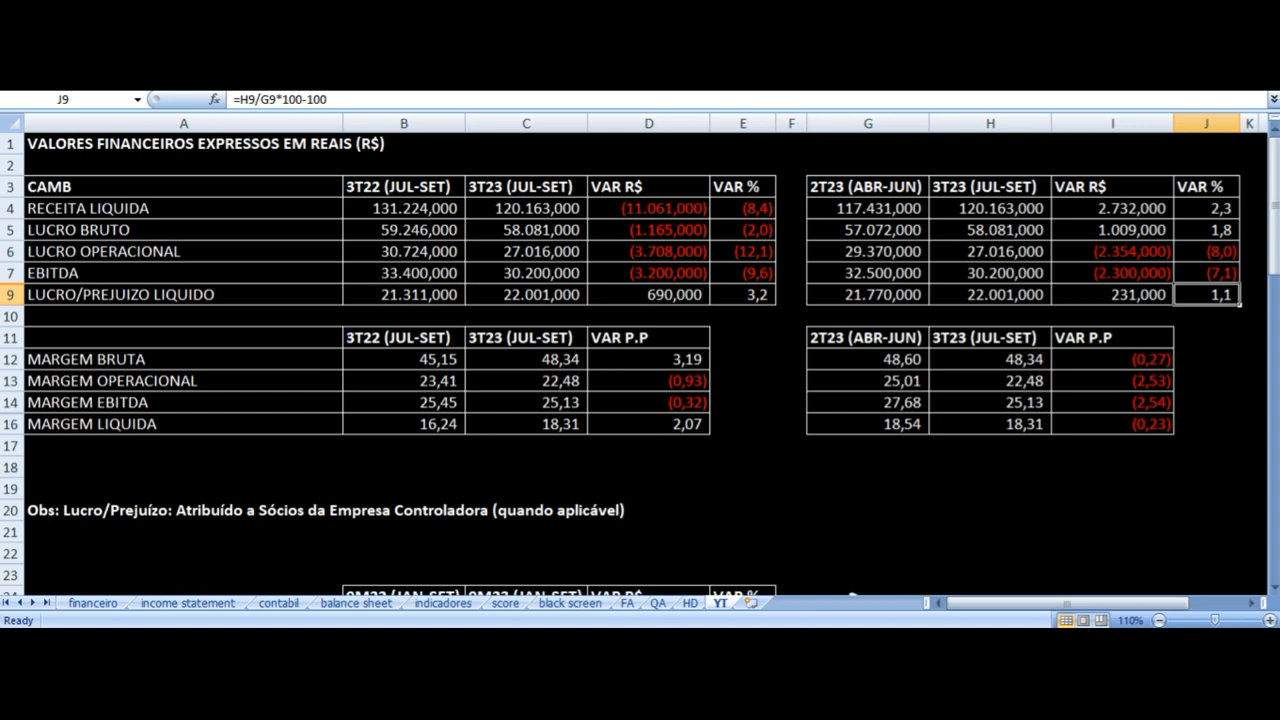 J9 fx =H9/G9*100-100
A B C D E F G H I J K
1 VALORES FINANCEIROS EXPRESSOS EM REAIS (R$)
2
3 CAMB 3T22 (JUL-SET) 3T23 (JUL-SET) VAR R$ VAR % 2T23 (ABR-JUN) 3T23 (JUL-SET) VAR R$ VAR %
4 RECEITA LIQUIDA 131.224,000 120.163,000 (11.061,000) (8,4) 117.431,000 120.163,000 2.732,000 2,3
5 LUCRO BRUTO 59.246,000 58.081,000 (1.165,000) (2,0) 57.072,000 58.081,000 1.009,000 1,8
6 LUCRO OPERACIONAL 30.724,000 27.016,000 (3.708,000) (12,1) 29.370,000 27.016,000 (2.354,000) (8,0)
7 EBITDA 33.400,000 30.200,000 (3.200,000) (9,6) 32.500,000 30.200,000 (2.300,000) (7,1)
9 LUCRO/PREJUIZO LIQUIDO 21.311,000 22.001,000 690,000 3,2 21.770,000 22.001,000 231,000 1,1
10
11 3T22 (JUL-SET) 3T23 (JUL-SET) VAR P.P 2T23 (ABR-JUN) 3T23 (JUL-SET) VAR P.P
12 MARGEM BRUTA 45,15 48,34 3,19 48,60 48,34 (0,27)
13 MARGEM OPERACIONAL 23,41 22,48 (0,93) 25,01 22,48 (2,53)
14 MARGEM EBITDA 25,45 25,13 (0,32) 27,68 25,13 (2,54)
16 MARGEM LIQUIDA 16,24 18,31 2,07 18,54 18,31 (0,23)
17
18
19
20 Obs: Lucro/Prejuízo: Atribuído a Sócios da Empresa Controladora (quando aplicável)
21
22
23
24 9M22 (JAN-SET) 9M23 (JAN-SET) VAR R$ VAR %
financeiro income statement contabil balance sheet indicadores score black screen FA QA HD YT
Ready 110%